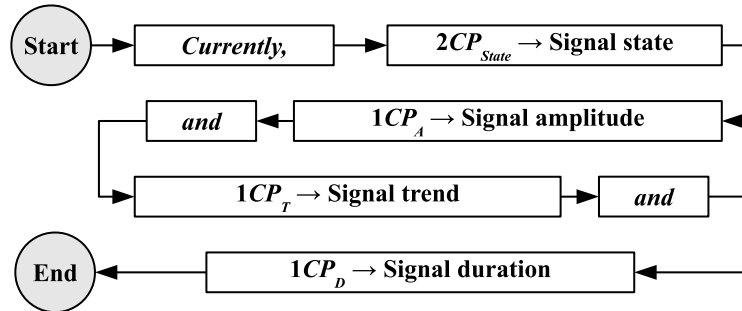 Start
Currently,
2CP_State → Signal state
1CP_A → Signal amplitude
and
1CP_T → Signal trend
and
1CP_D → Signal duration
End